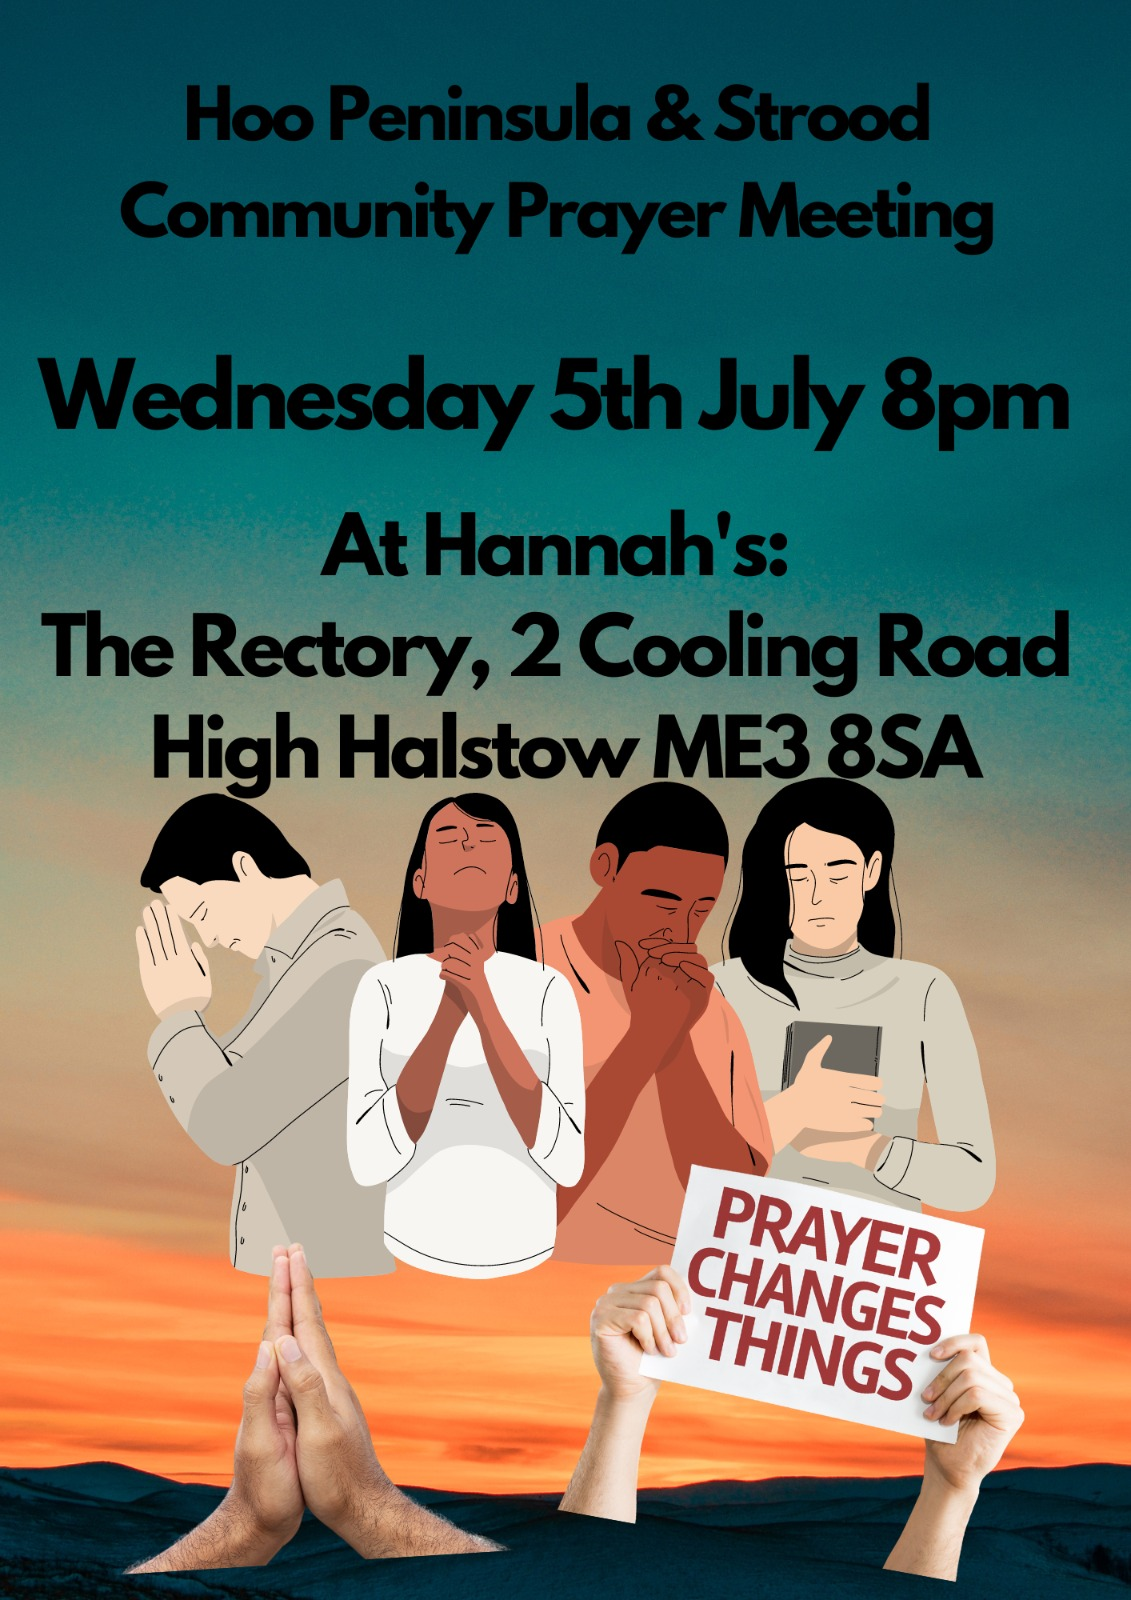 Hoo Peninsula & Strood
Community Prayer Meeting
Wednesday 5th July 8pm
At Hannah's:
The Rectory, 2 Cooling Road
High Halstow ME3 8SA
PRAYER
CHANGES
THINGS